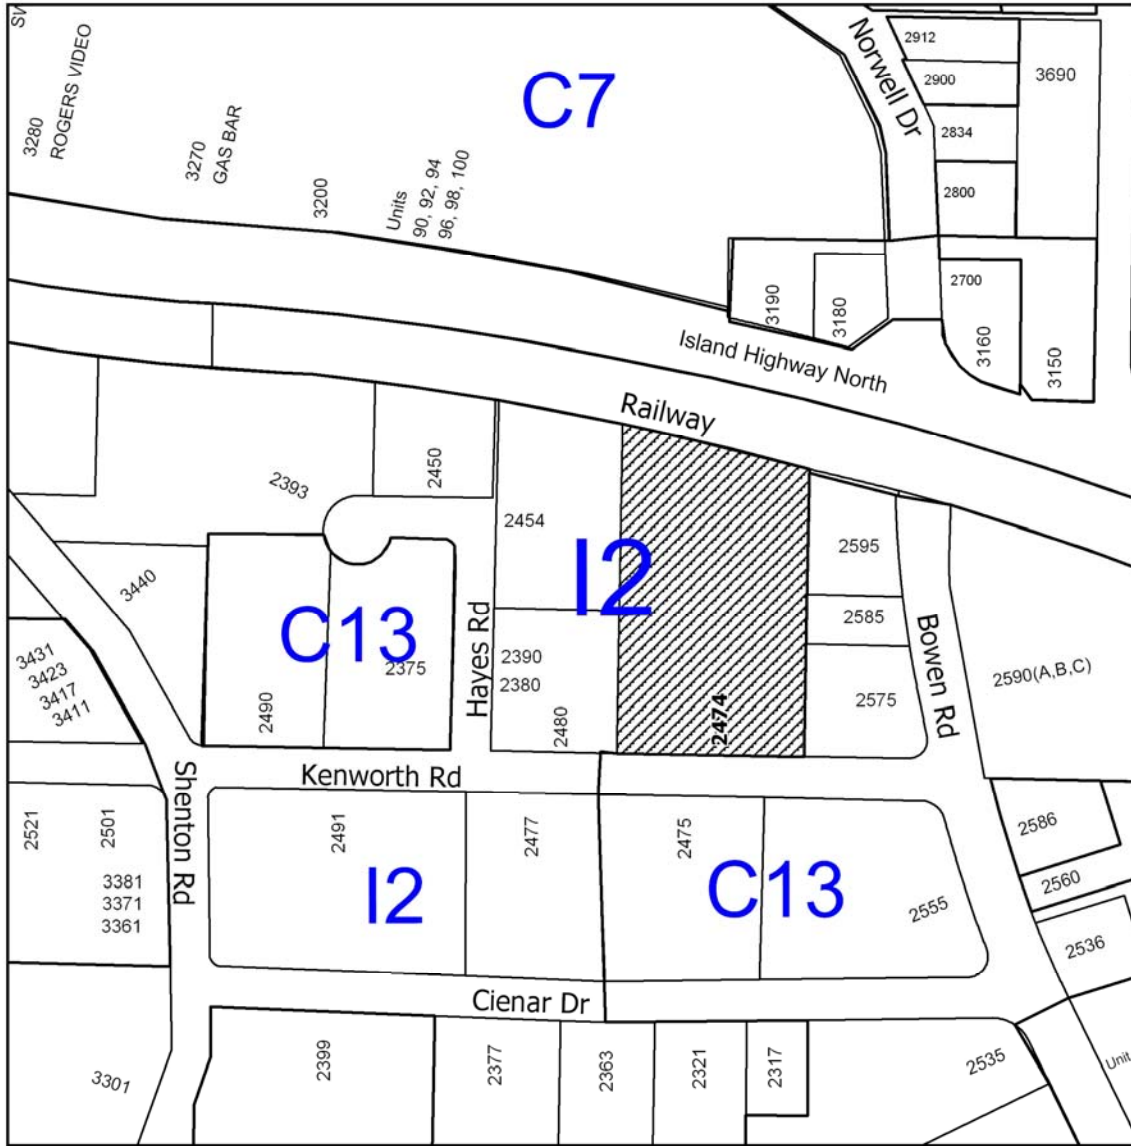 SV
3280
ROGERS VIDEO
3270
GAS BAR
3200
Units
90, 92, 94
96, 98, 100
C7
Norwell Dr
2912
2900
3690
2834
2800
3190
3180
2700
3160
3150
Island Highway North
Railway
2450
2393
2454
I2
2595
3440
C13
2375
2490
Hayes Rd
2390
2380
2480
2474
2585
2575
Bowen Rd
2590(A,B,C)
3431
3423
3417
3411
Kenworth Rd
Shenton Rd
2521
2501
3381
3371
3361
2491
2477
I2
2475
C13
2555
2586
2560
2536
Cienar Dr
3301
2399
2377
2363
2321
2317
2535
Unit